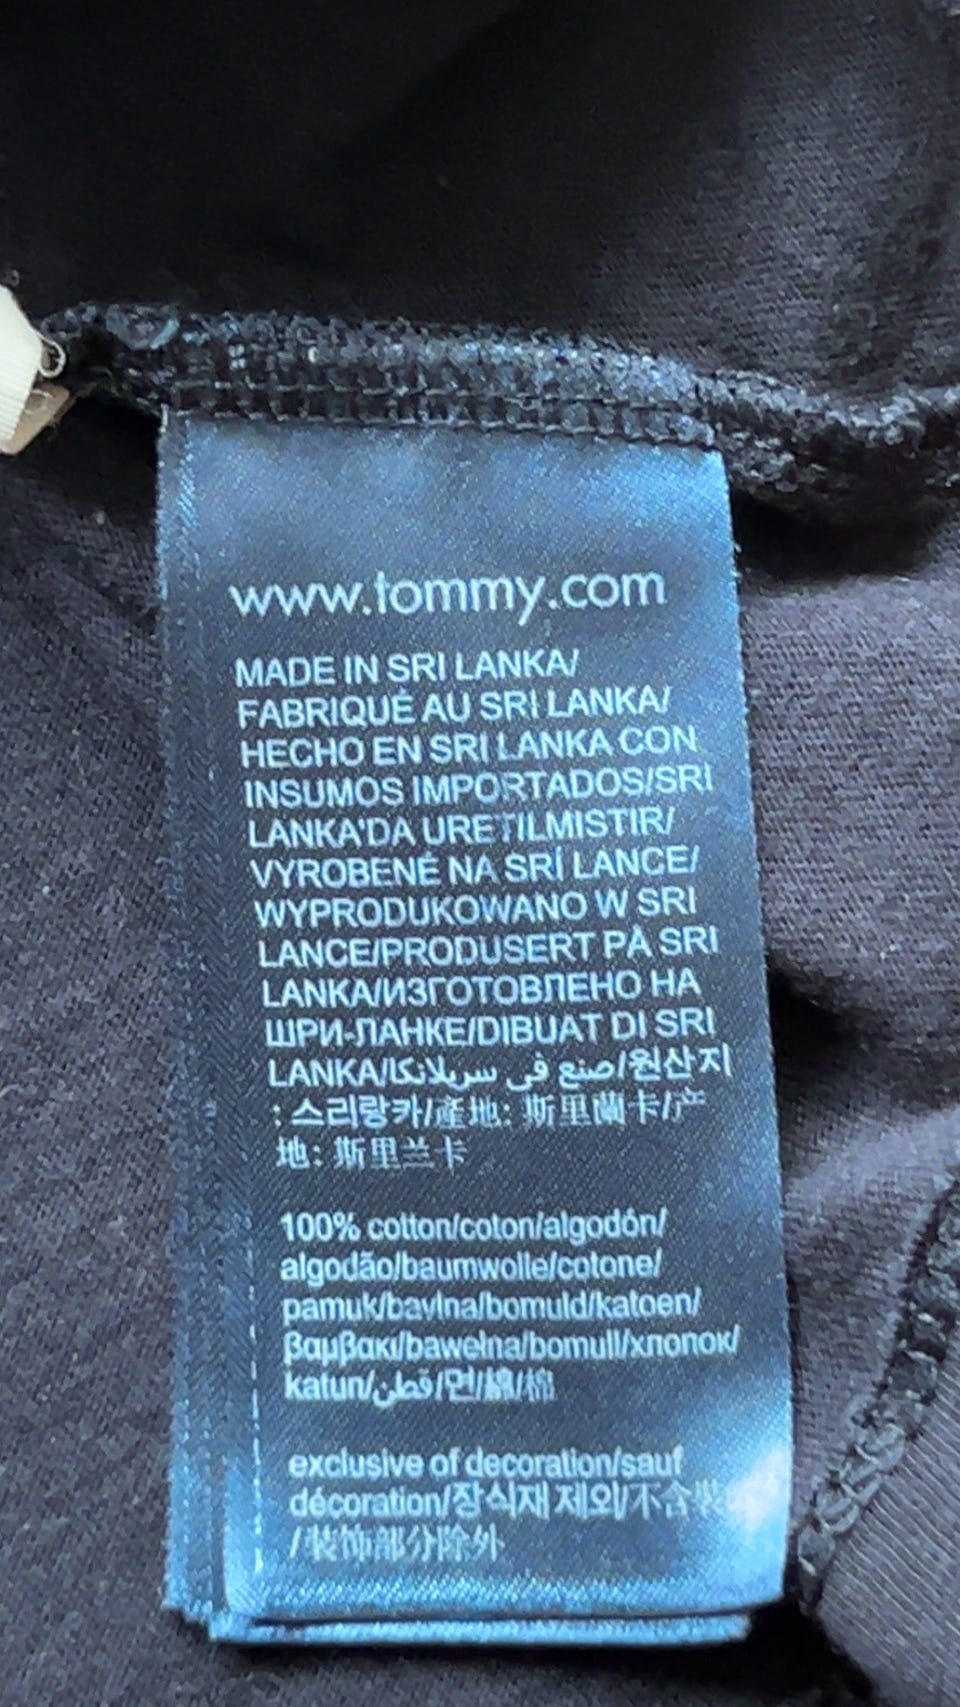 www.tommy.com
MADE IN SRI LANKA/
FABRIQUÉ AU SRI LANKA/
HECHO EN SRI LANKA CON
INSUMOS IMPORTADOS/SRI
LANKA'DA URETILMISTIR/
VYROBENÉ NA SRÍ LANCE/
WYPRODUKOWANO W SRI
LANCE/PRODUSERT PÅ SRI
LANKA/ИЗГОТОВЛЕНО НА
ШРИ-ЛАНКЕ/DIBUAT DI SRI
LANKA/صنع في سريلانكا/원산지
: 스리랑카/產地: 斯里蘭卡/产
地: 斯里兰卡
100% cotton/coton/algodón/
algodão/baumwolle/cotone/
pamuk/bavlna/bomuld/katoen/
βαμβακι/bawełna/bomull/хлопок/
katun/قطن/면/綿/棉
exclusive of decoration/sauf
décoration/장식재 제외/不含裝
/装饰部分除外